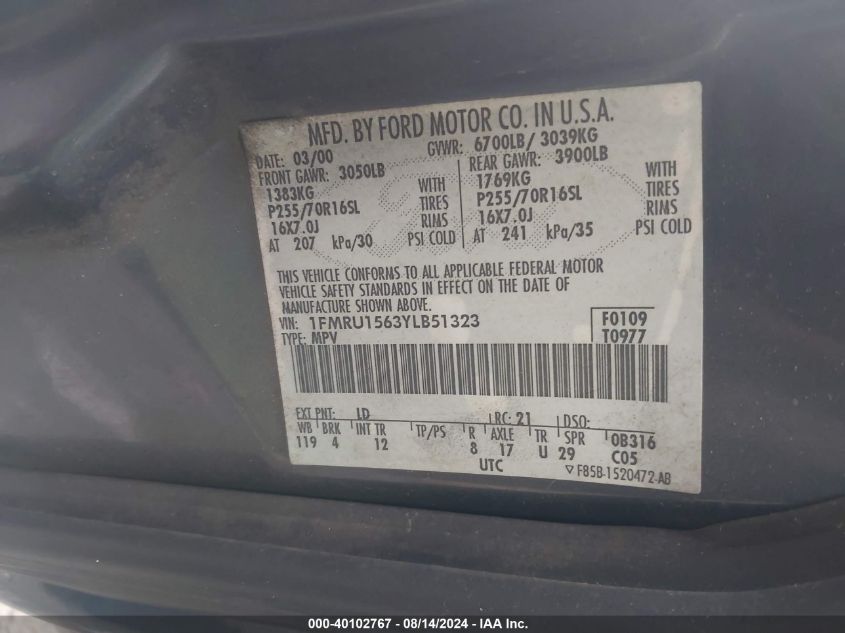 MFD. BY FORD MOTOR CO. IN U.S.A.
DATE: 03/00 GVWR: 6700LB/ 3039KG
FRONT GAWR: 3050LB REAR GAWR: 3900LB
1383KG WITH 1769KG WITH
P255/70R16SL TIRES P255/70R16SL TIRES
16X7.0J RIMS 16X7.0J RIMS
AT 207 kPa/30 PSI COLD AT 241 kPa/35 PSI COLD
THIS VEHICLE CONFORMS TO ALL APPLICABLE FEDERAL MOTOR
VEHICLE SAFETY STANDARDS IN EFFECT ON THE DATE OF
MANUFACTURE SHOWN ABOVE.
VIN: 1FMRU1563YLB51323 F0109
TYPE: MPV T0977
EXT PNT: LD RC: 21 DSO:
WB BRK INT TR TP/PS R AXLE TR SPR 0B316
119 4 12 8 17 U 29 C05
UTC ▽ F85B-1520472-AB
000-40102767 - 08/14/2024 - IAAI Inc.